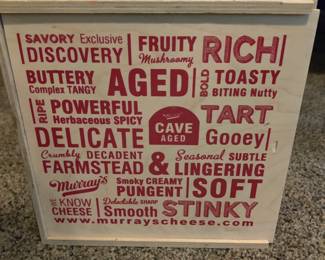 SAVORY Exclusive
DISCOVERY
FRUITY
Mushroomy
RICH
BUTTERY
Complex TANGY
AGED
BOLD
TOASTY
BITING Nutty
RIPE
POWERFUL
Herbaceous SPICY
TART
DELICATE
CAVE
AGED
Gooey
Crumbly DECADENT
FARMSTEAD
&
Seasonal SUBTLE
LINGERING
Murray's
Smoky CREAMY
PUNGENT
SOFT
WE KNOW
CHEESE
Delectable SHARP
Smooth
STINKY
www.murrayscheese.com